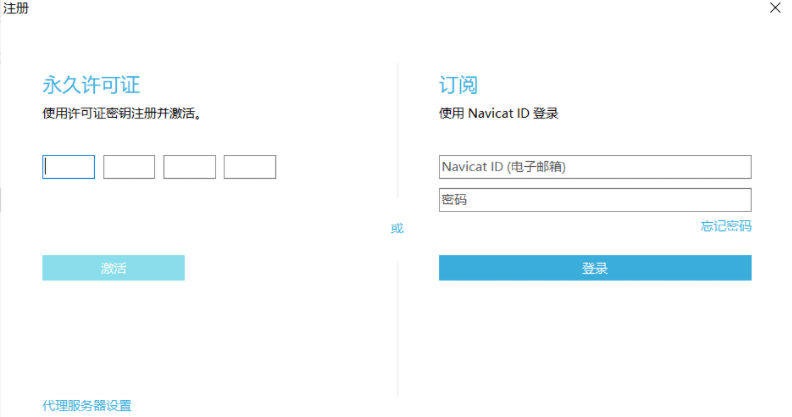 注册
永久许可证
使用许可证密钥注册并激活。
激活
代理服务器设置
或
订阅
使用 Navicat ID 登录
Navicat ID (电子邮箱)
密码
忘记密码
登录